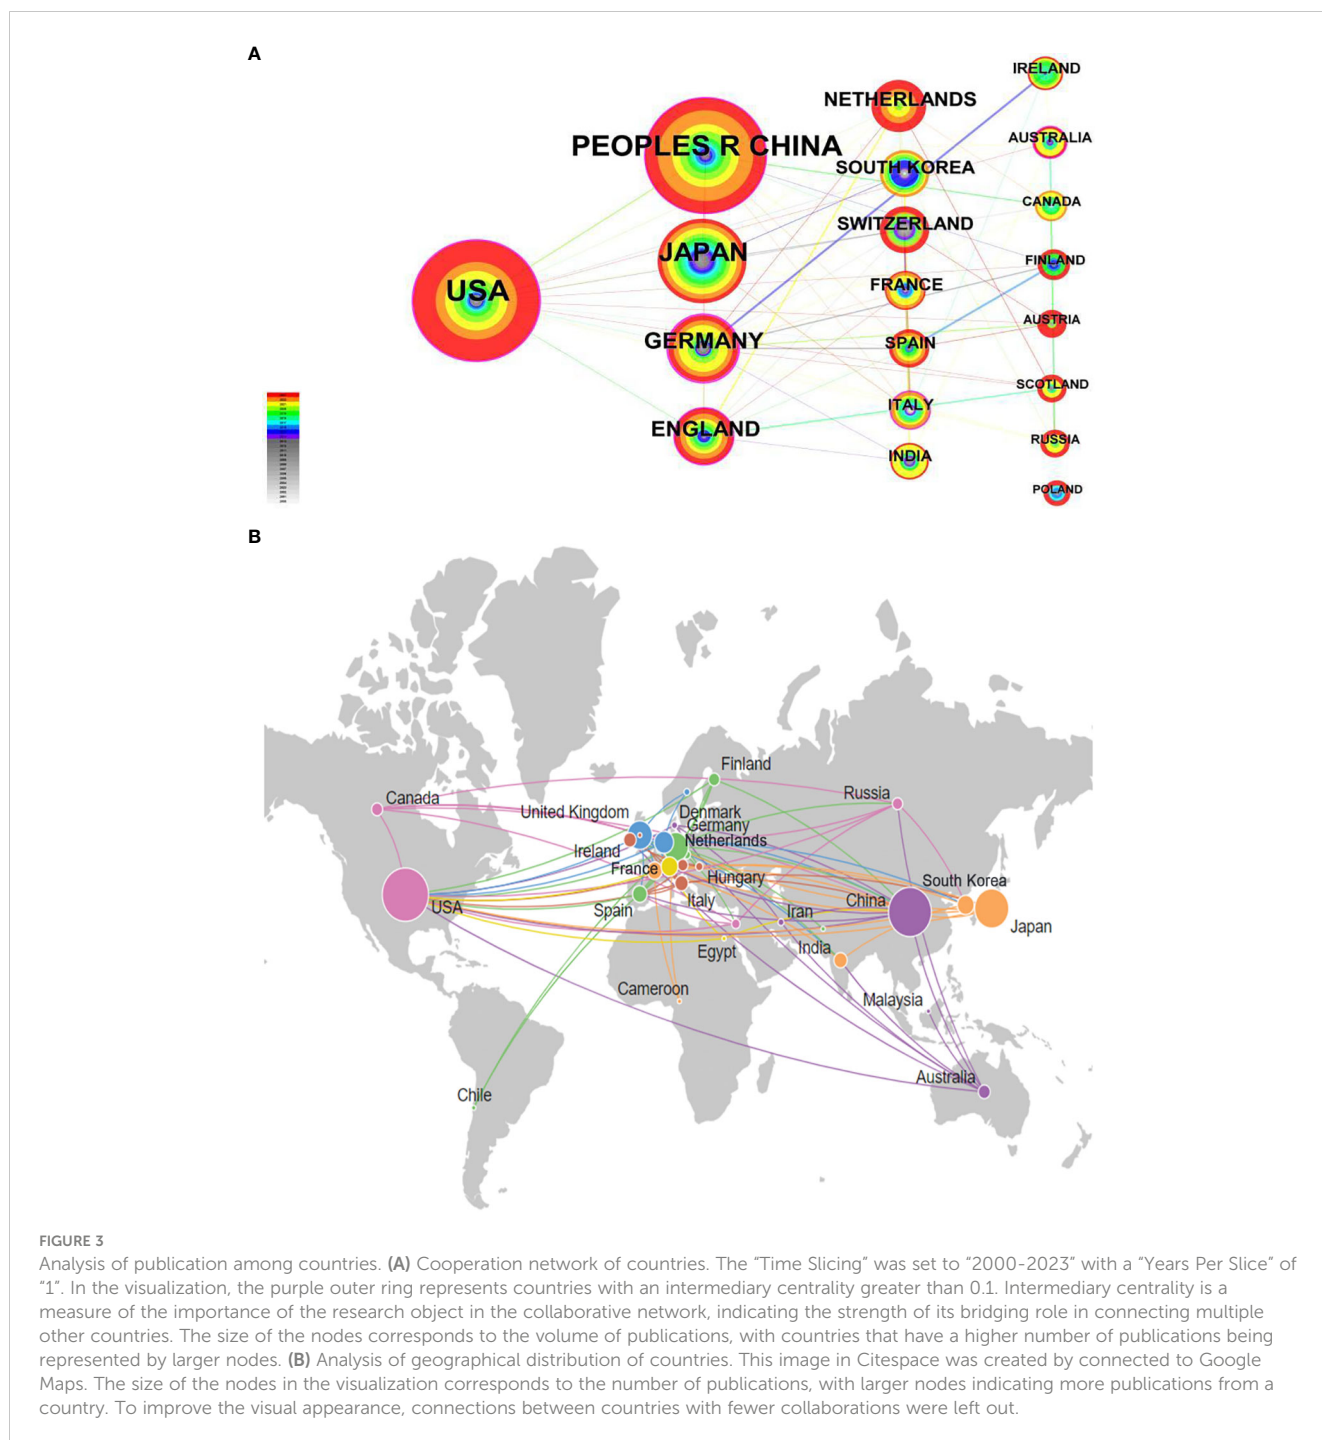 A
IRELAND
NETHERLANDS
AUSTRALIA
PEOPLES R CHINA
SOUTH KOREA
CANADA
SWITZERLAND
JAPAN
FINLAND
FRANCE
USA
AUSTRIA
GERMANY
SPAIN
SCOTLAND
ITALY
ENGLAND
RUSSIA
INDIA
POLAND
B
Finland
Canada
Russia
United Kingdom
Denmark
Germany
Netherlands
Ireland
France
Hungary
South Korea
USA
Spain
Italy
Iran
China
Japan
Egypt
India
Cameroon
Malaysia
Australia
Chile
FIGURE 3
Analysis of publication among countries. (A) Cooperation network of countries. The “Time Slicing” was set to “2000-2023” with a “Years Per Slice” of
“1”. In the visualization, the purple outer ring represents countries with an intermediary centrality greater than 0.1. Intermediary centrality is a
measure of the importance of the research object in the collaborative network, indicating the strength of its bridging role in connecting multiple
other countries. The size of the nodes corresponds to the volume of publications, with countries that have a higher number of publications being
represented by larger nodes. (B) Analysis of geographical distribution of countries. This image in Citespace was created by connected to Google
Maps. The size of the nodes in the visualization corresponds to the number of publications, with larger nodes indicating more publications from a
country. To improve the visual appearance, connections between countries with fewer collaborations were left out.